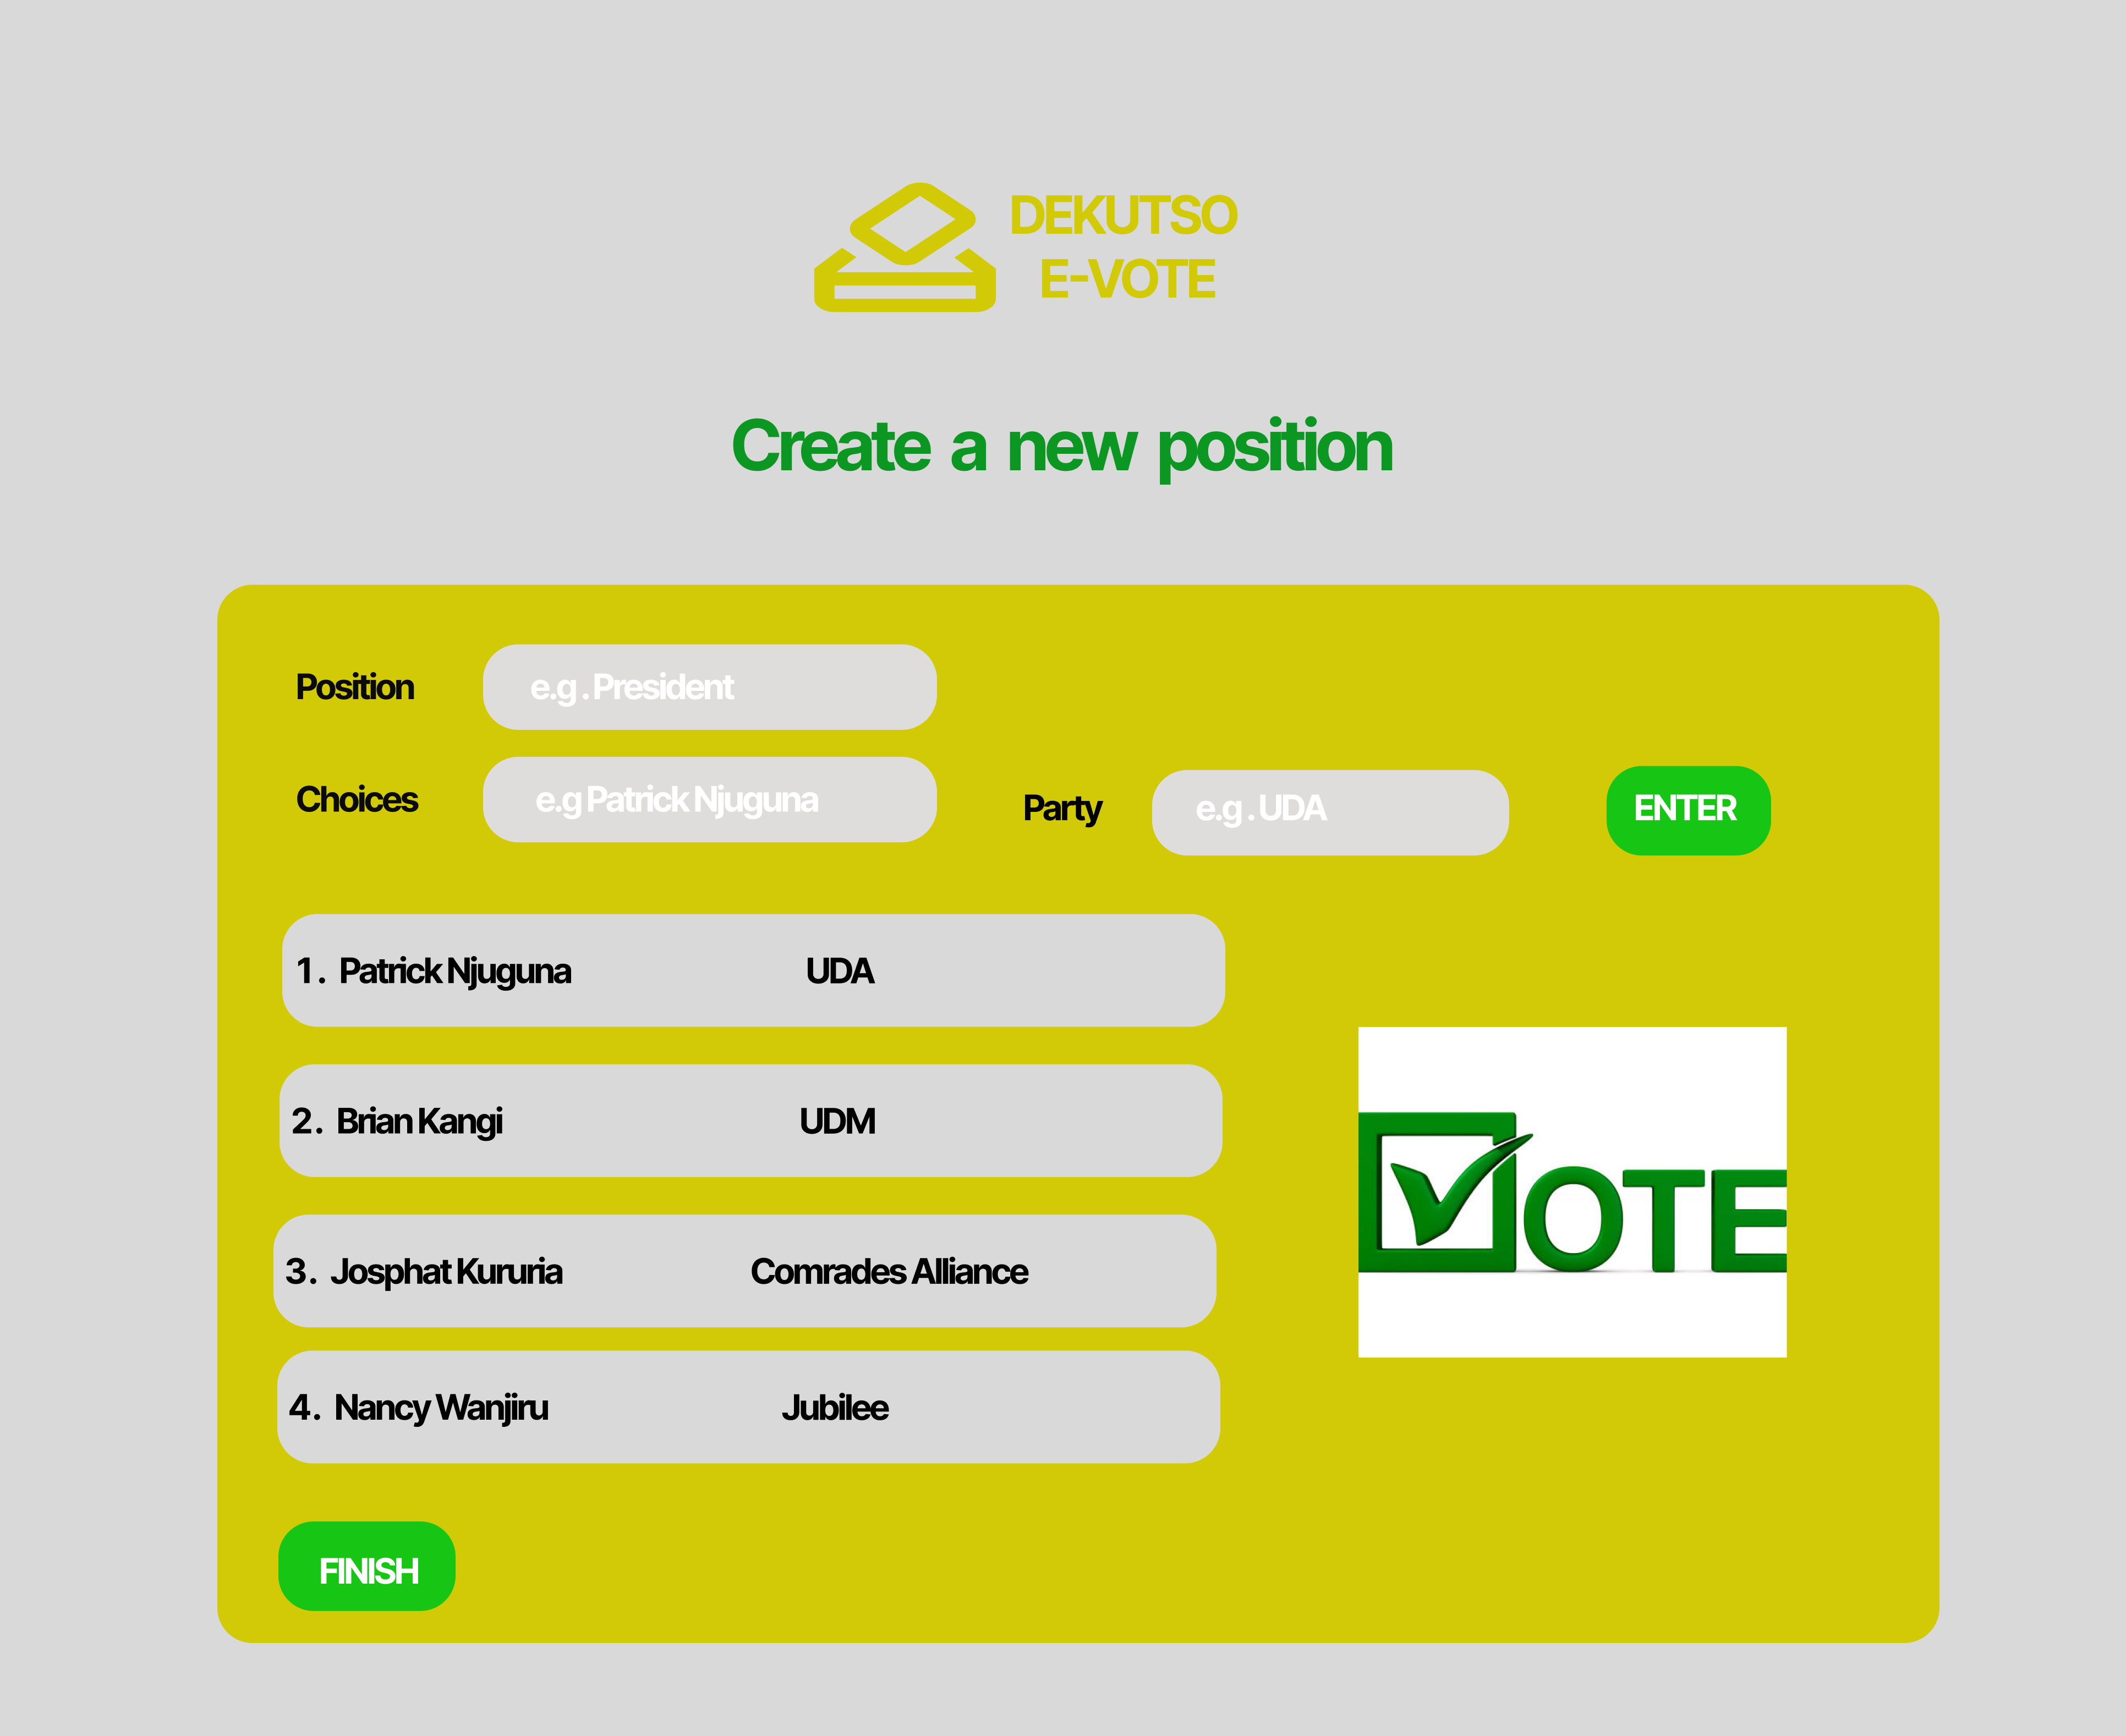 DEKUTSO
E-VOTE
Create a new position
Position
e.g . President
Choices
e.g Patrick Njuguna
Party
e.g . UDA
ENTER
1. Patrick Njuguna UDA
2. Brian Kangi UDM
3. Josphat Kururia Comrades Alliance
4. Nancy Wanjiru Jubilee
VOTE
FINISH